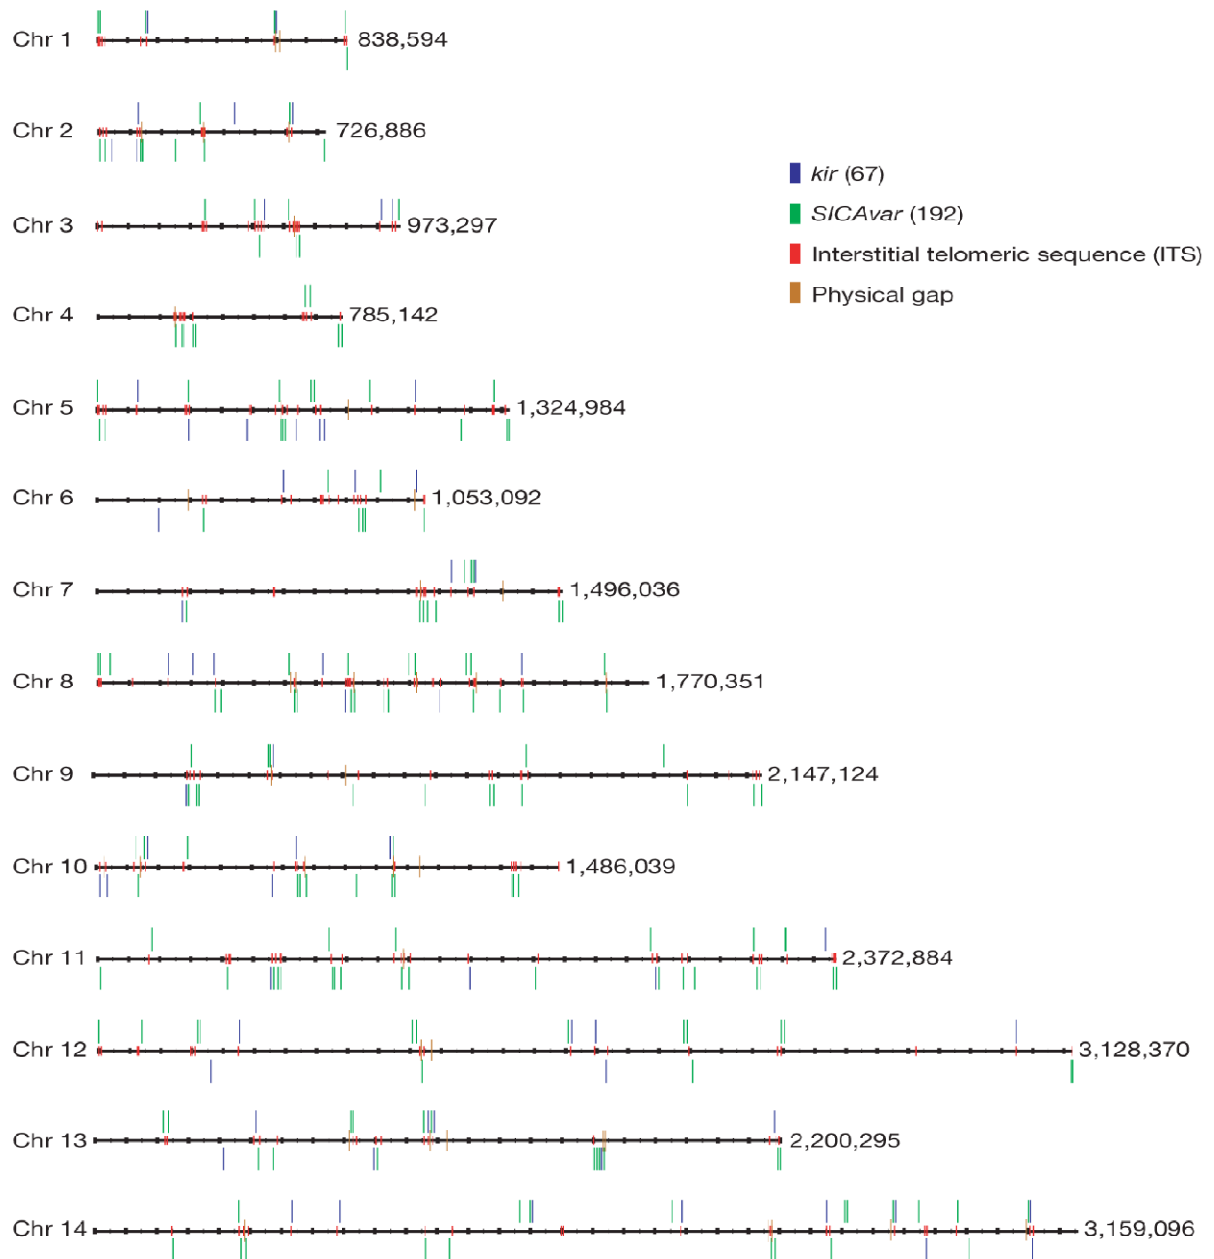 Chr 1 838,594
Chr 2 726,886
kir (67)
SICAvar (192)
Chr 3 973,297
Interstitial telomeric sequence (ITS)
Physical gap
Chr 4 785,142
Chr 5 1,324,984
Chr 6 1,053,092
Chr 7 1,496,036
Chr 8 1,770,351
Chr 9 2,147,124
Chr 10 1,486,039
Chr 11 2,372,884
Chr 12 3,128,370
Chr 13 2,200,295
Chr 14 3,159,096